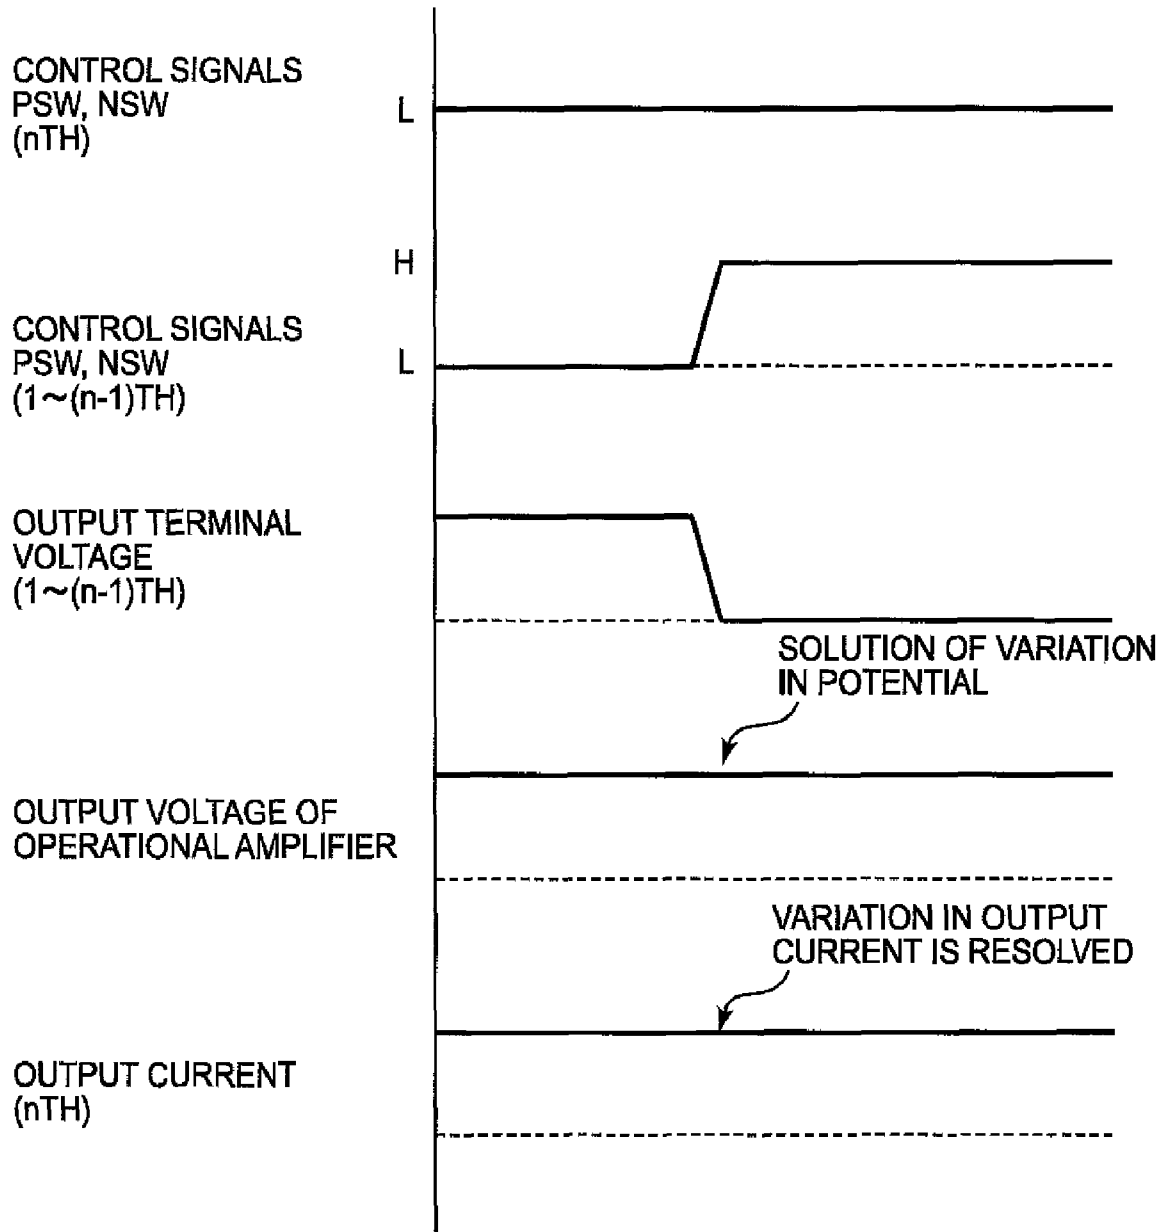 CONTROL SIGNALS
PSW, NSW
(nTH)
L
H
CONTROL SIGNALS
PSW, NSW
(1~(n-1)TH)
L
OUTPUT TERMINAL
VOLTAGE
(1~(n-1)TH)
SOLUTION OF VARIATION
IN POTENTIAL
OUTPUT VOLTAGE OF
OPERATIONAL AMPLIFIER
VARIATION IN OUTPUT
CURRENT IS RESOLVED
OUTPUT CURRENT
(nTH)